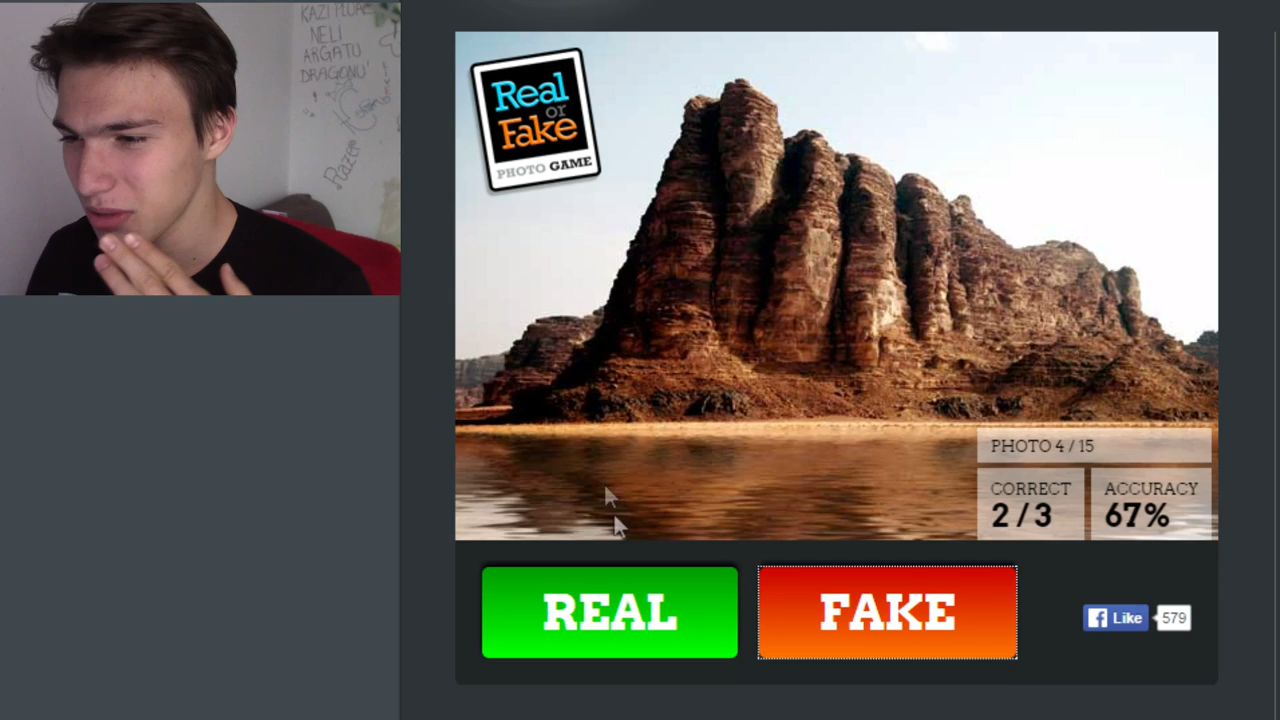 KAZI
NELI
ARGATU
DRAGONU'
!
Razer
Real
or
Fake
PHOTO GAME
PHOTO 4 / 15
CORRECT
2 / 3
ACCURACY
67%
REAL
FAKE
Like
579